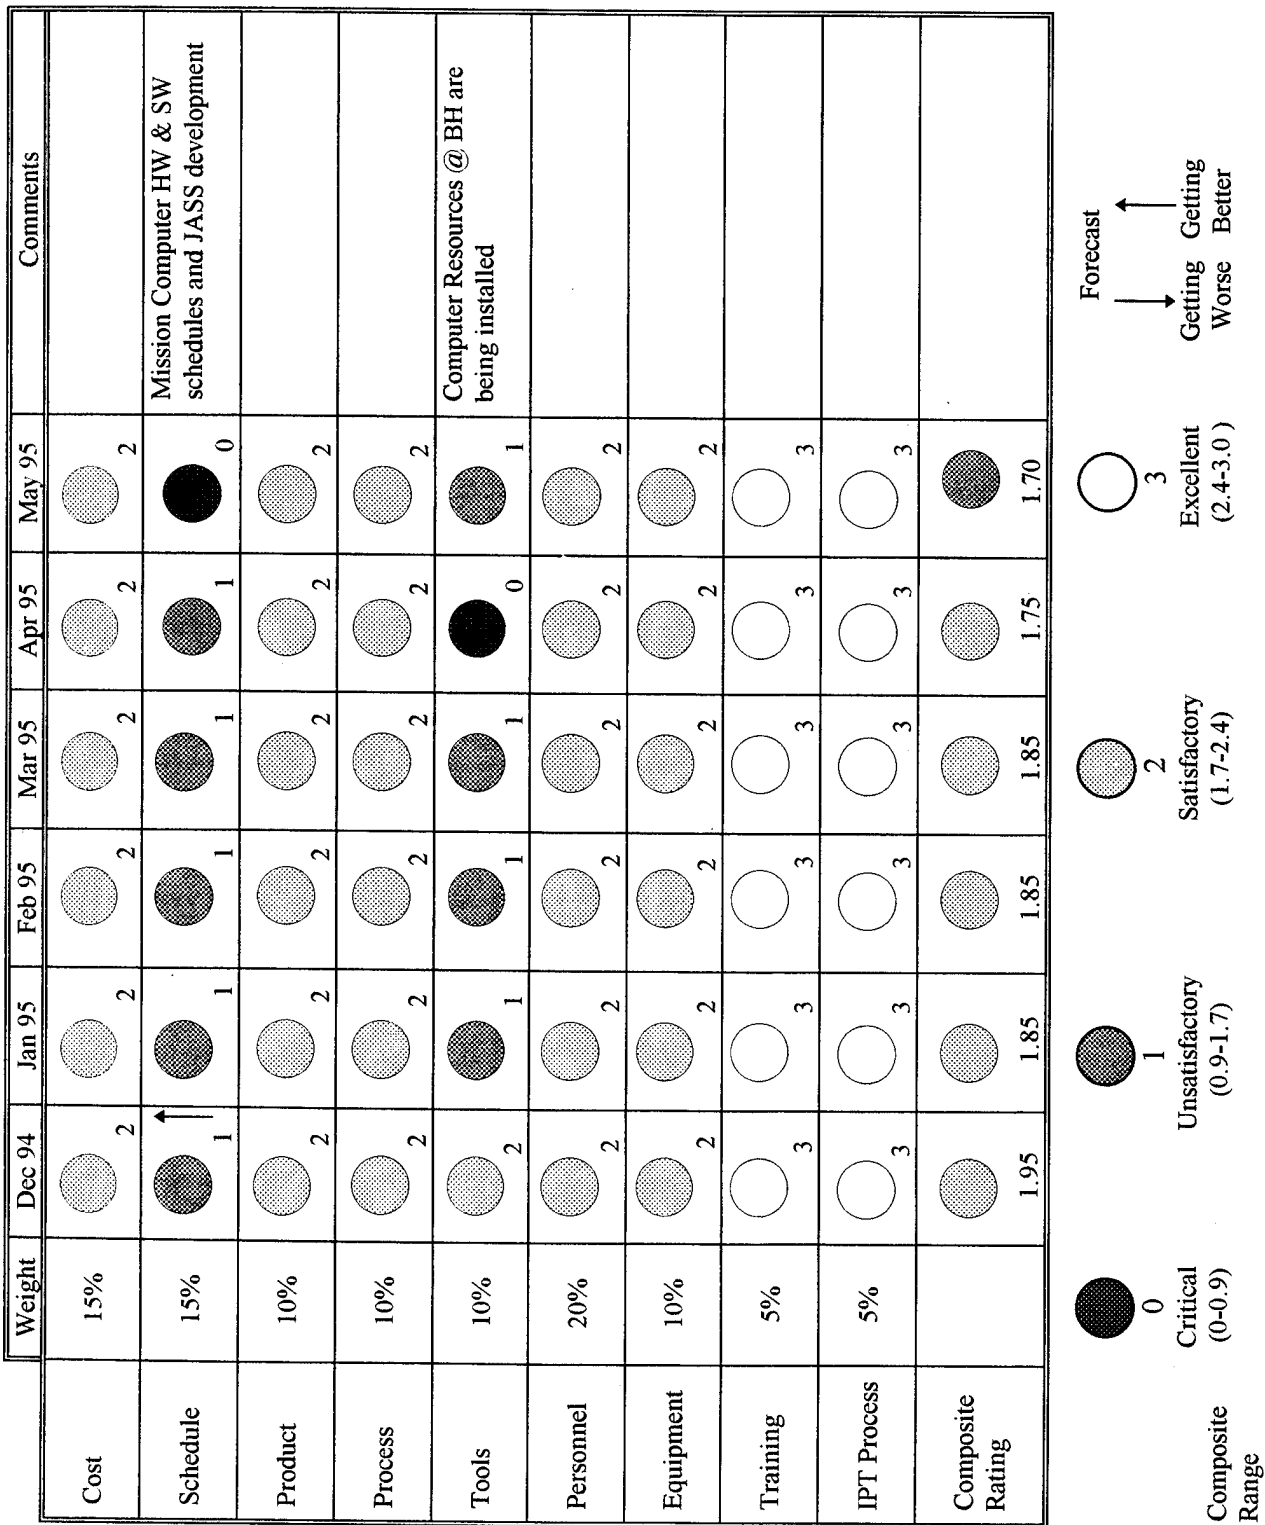 Weight Dec 94 Jan 95 Feb 95 Mar 95 Apr 95 May 95 Comments
Cost 15% 2 2 2 2 2 2
Schedule 15% 1 1 1 1 1 0 Mission Computer HW & SW
schedules and JASS development
Product 10% 2 2 2 2 2 2
Process 10% 2 2 2 2 2 2
Tools 10% 2 1 1 1 0 1 Computer Resources @ BH are
being installed
Personnel 20% 2 2 2 2 2 2
Equipment 10% 2 2 2 2 2 2
Training 5% 3 3 3 3 3 3
IPT Process 5% 3 3 3 3 3 3
Composite
Rating 1.95 1.85 1.85 1.85 1.75 1.70
Composite
Range
0
Critical
(0-0.9)
1
Unsatisfactory
(0.9-1.7)
2
Satisfactory
(1.7-2.4)
3
Excellent
(2.4-3.0 )
Forecast
Getting Getting
Worse Better